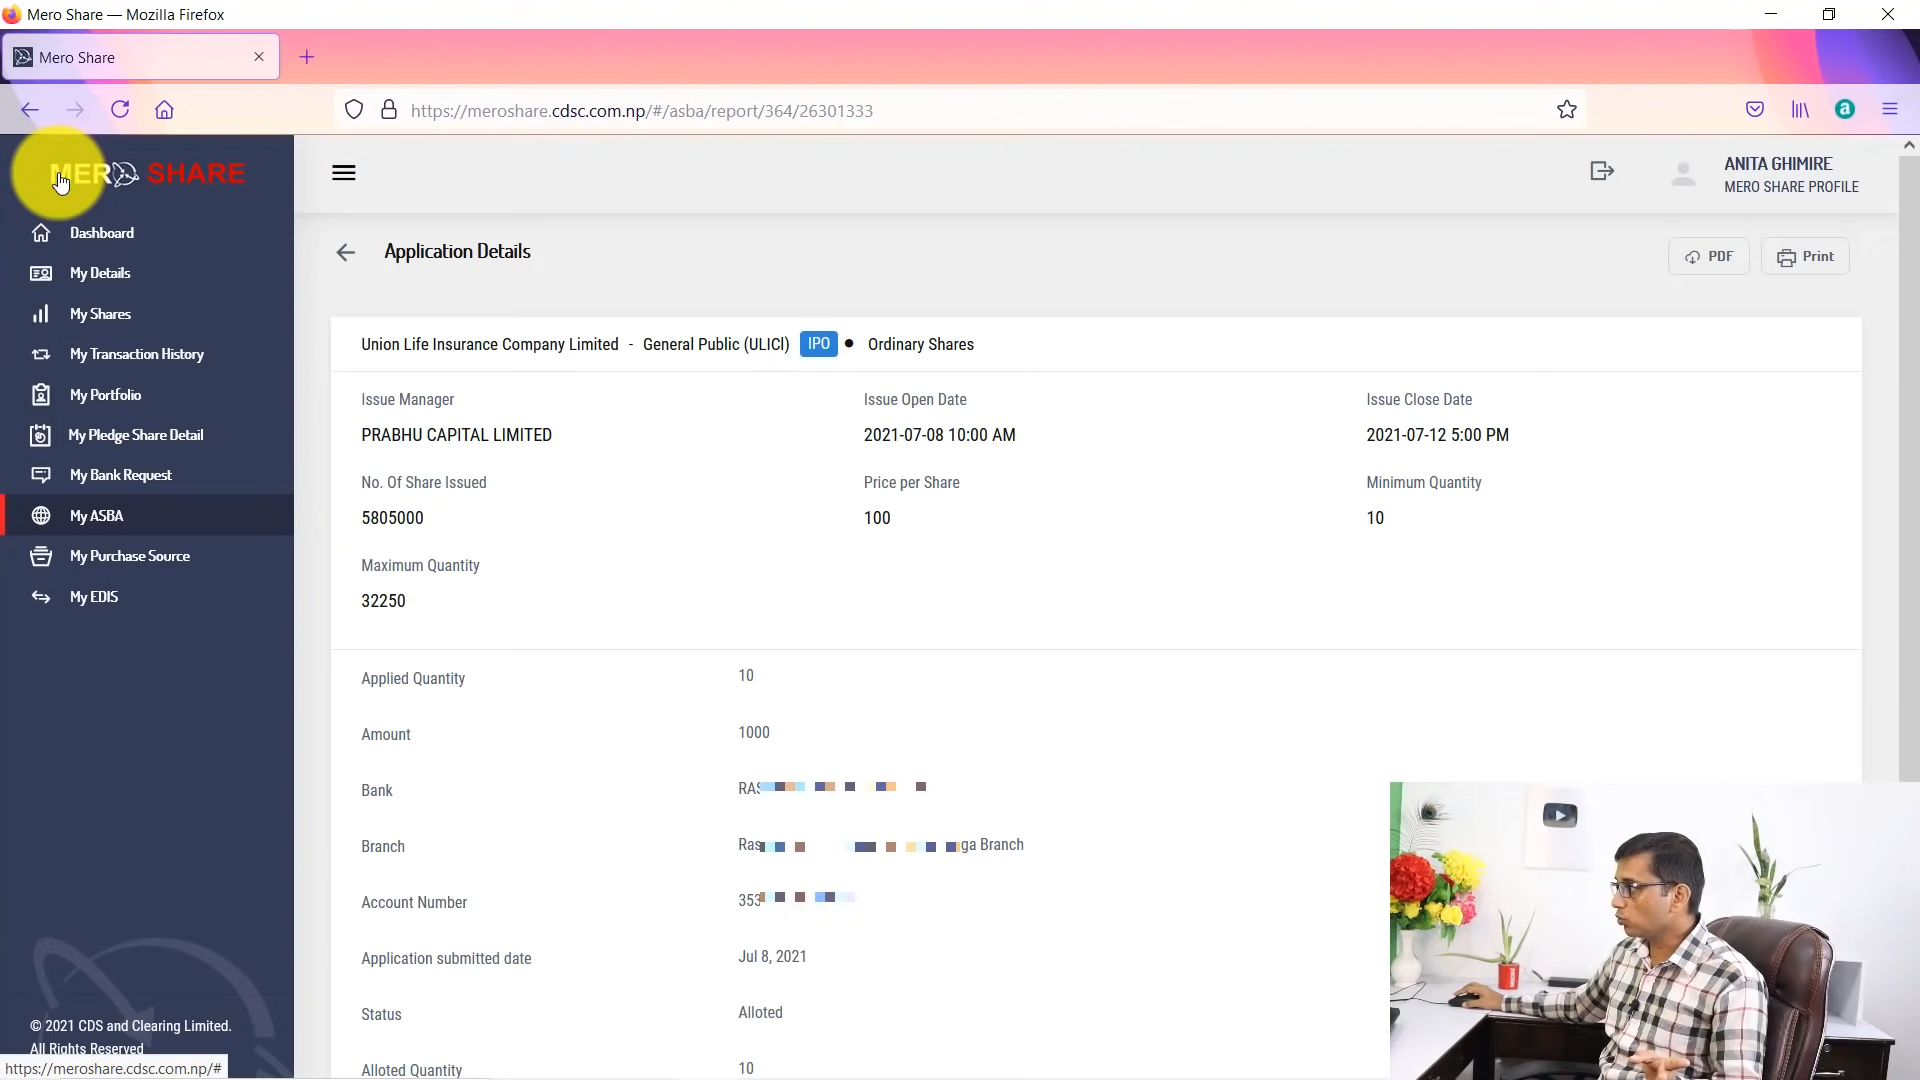 Mero Share — Mozilla Firefox
Mero Share
https://meroshare.cdsc.com.np/#/asba/report/364/26301333
MERO SHARE
ANITA GHIMIRE
MERO SHARE PROFILE
Dashboard
My Details
My Shares
My Transaction History
My Portfolio
My Pledge Share Detail
My Bank Request
My ASBA
My Purchase Source
My EDIS
© 2021 CDS and Clearing Limited.
All Rights Reserved
https://meroshare.cdsc.com.np/#
Application Details
PDF
Print
Union Life Insurance Company Limited - General Public (ULICl) IPO ● Ordinary Shares
Issue Manager
PRABHU CAPITAL LIMITED
Issue Open Date
2021-07-08 10:00 AM
Issue Close Date
2021-07-12 5:00 PM
No. Of Share Issued
5805000
Price per Share
100
Minimum Quantity
10
Maximum Quantity
32250
Applied Quantity 10
Amount 1000
Bank RAS
Branch Ras ga Branch
Account Number 353
Application submitted date Jul 8, 2021
Status Alloted
Alloted Quantity 10